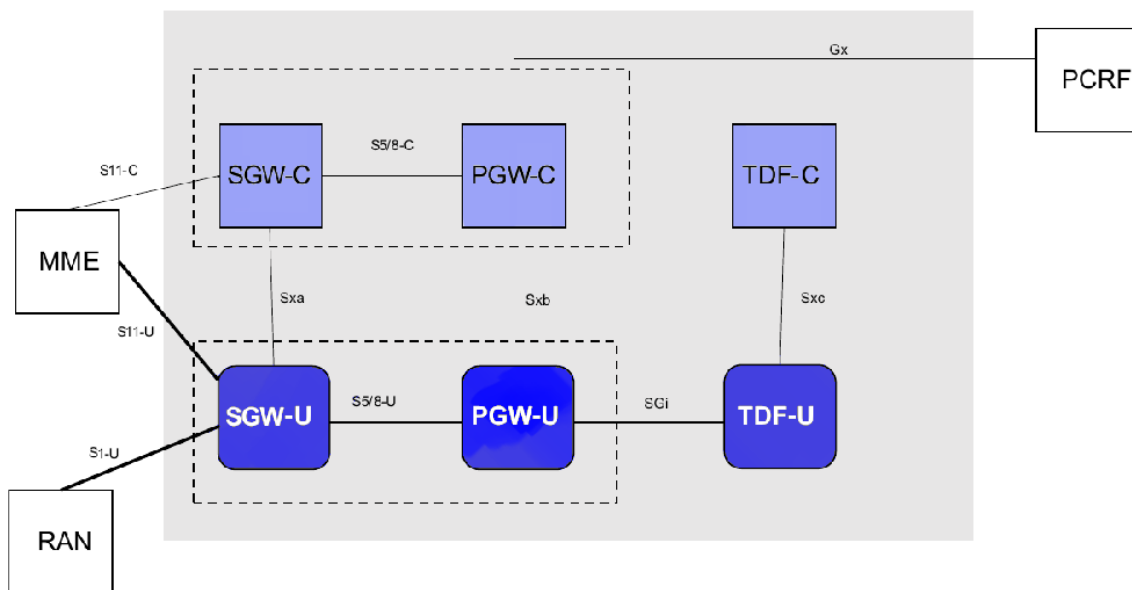 Gx
PCRF
S11-C
SGW-C
S5/8-C
PGW-C
TDF-C
MME
Sxa
Sxb
Sxc
S11-U
SGW-U
S5/8-U
PGW-U
SGi
TDF-U
S1-U
RAN